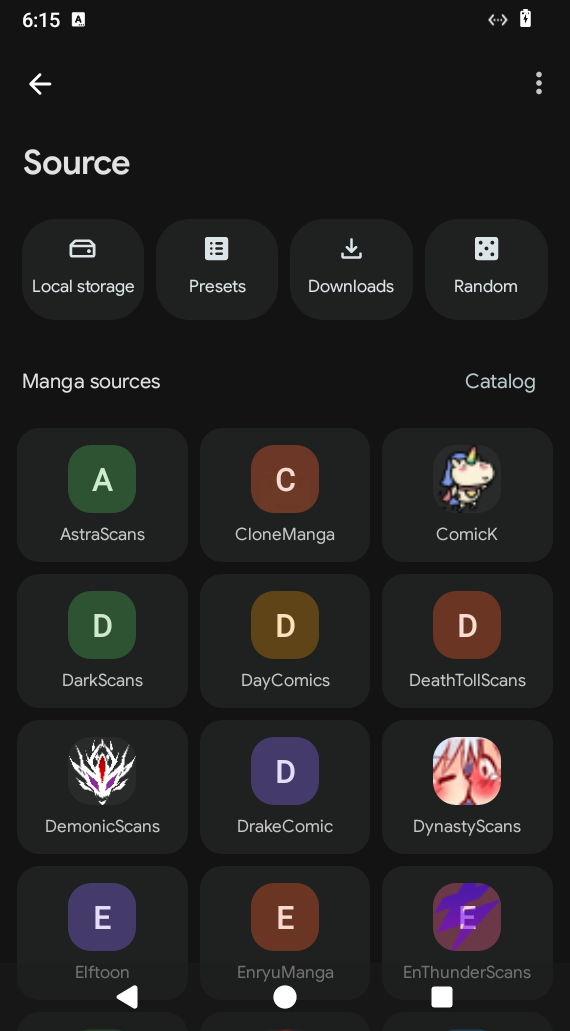 6:15 A
Source
Local storage Presets Downloads Random
Manga sources Catalog
A C
AstraScans CloneManga ComicK
D D D
DarkScans DayComics DeathTollScans
D
DemonicScans DrakeComic DynastyScans
E E E
Elftoon EnryuManga EnThunderScans